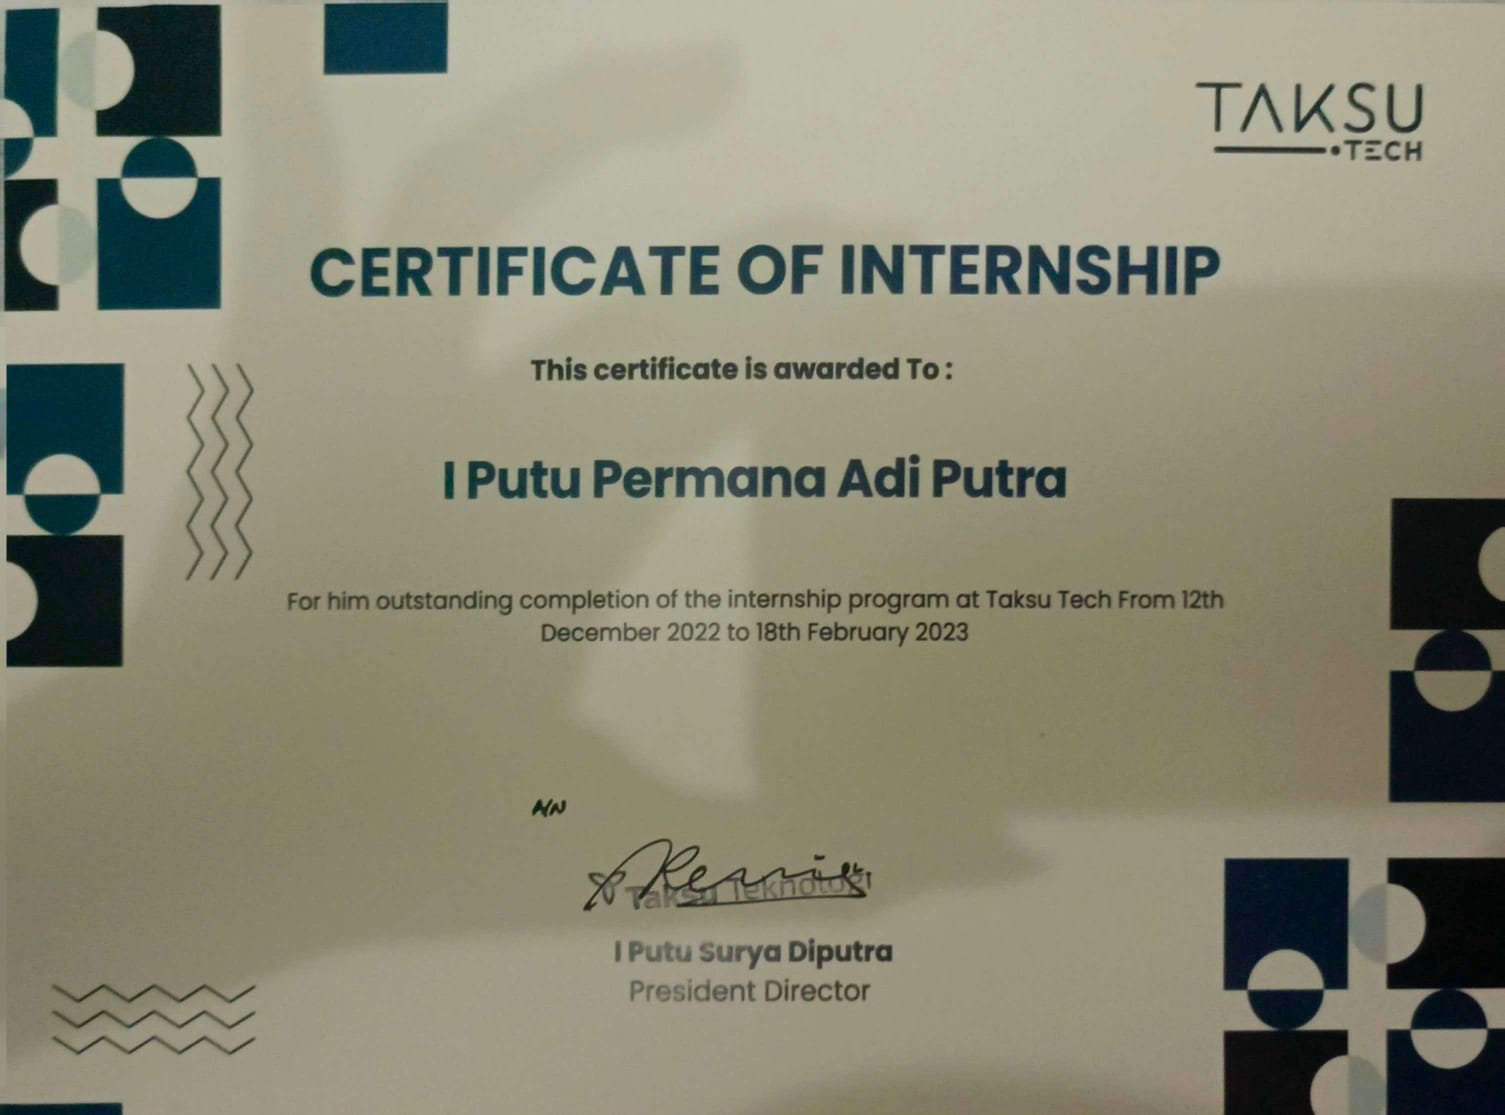 TAKSU
.TECH
CERTIFICATE OF INTERNSHIP
This certificate is awarded To :
I Putu Permana Adi Putra
For him outstanding completion of the internship program at Taksu Tech From 12th
December 2022 to 18th February 2023
A/N
Taksu Teknologi
I Putu Surya Diputra
President Director